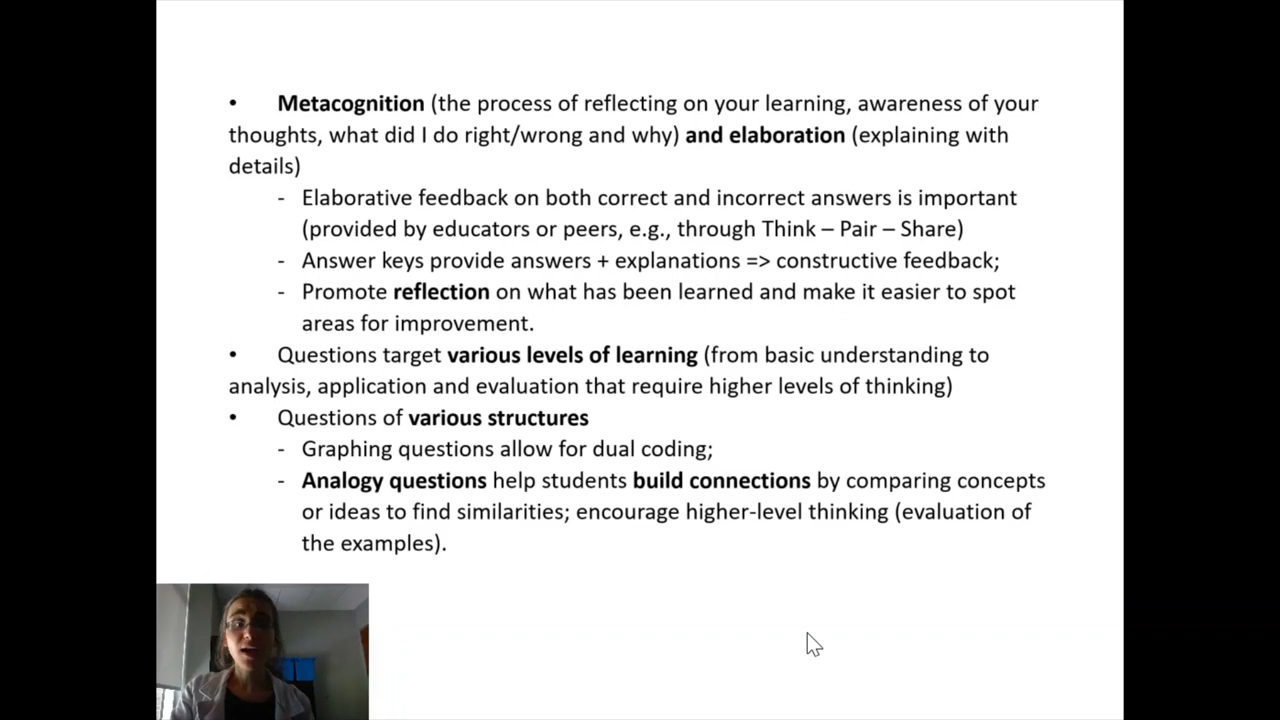 • Metacognition (the process of reflecting on your learning, awareness of your
thoughts, what did I do right/wrong and why) and elaboration (explaining with
details)
- Elaborative feedback on both correct and incorrect answers is important
(provided by educators or peers, e.g., through Think – Pair – Share)
- Answer keys provide answers + explanations => constructive feedback;
- Promote reflection on what has been learned and make it easier to spot
areas for improvement.
• Questions target various levels of learning (from basic understanding to
analysis, application and evaluation that require higher levels of thinking)
• Questions of various structures
- Graphing questions allow for dual coding;
- Analogy questions help students build connections by comparing concepts
or ideas to find similarities; encourage higher-level thinking (evaluation of
the examples).